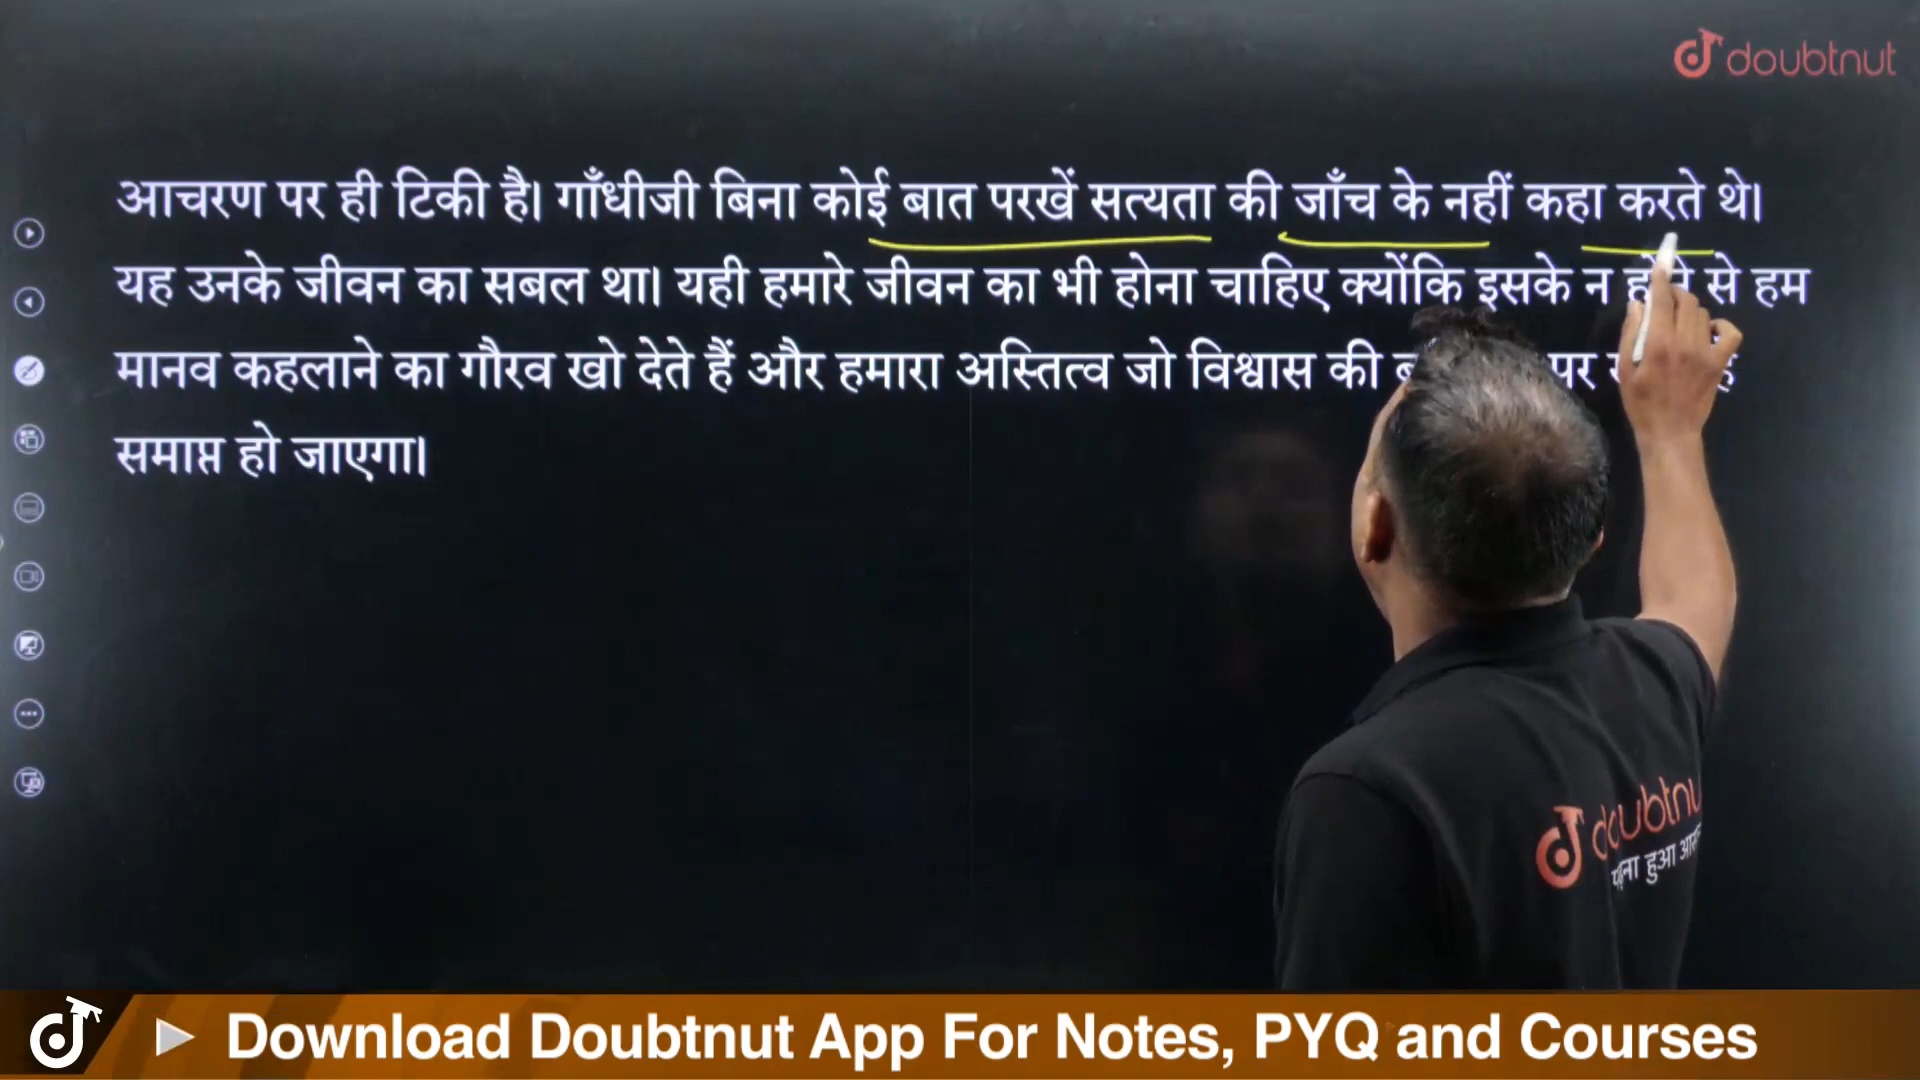 doubtnut
आचरण पर ही टिकी है। गाँधीजी बिना कोई बात परखें सत्यता की जाँच के नहीं कहा करते थे।
यह उनके जीवन का सबल था। यही हमारे जीवन का भी होना चाहिए क्योंकि इसके न होने से हम
मानव कहलाने का गौरव खो देते हैं और हमारा अस्तित्व जो विश्वास की पर
समाप्त हो जाएगा।
doubtnu
हुआ
Download Doubtnut App For Notes, PYQ and Courses